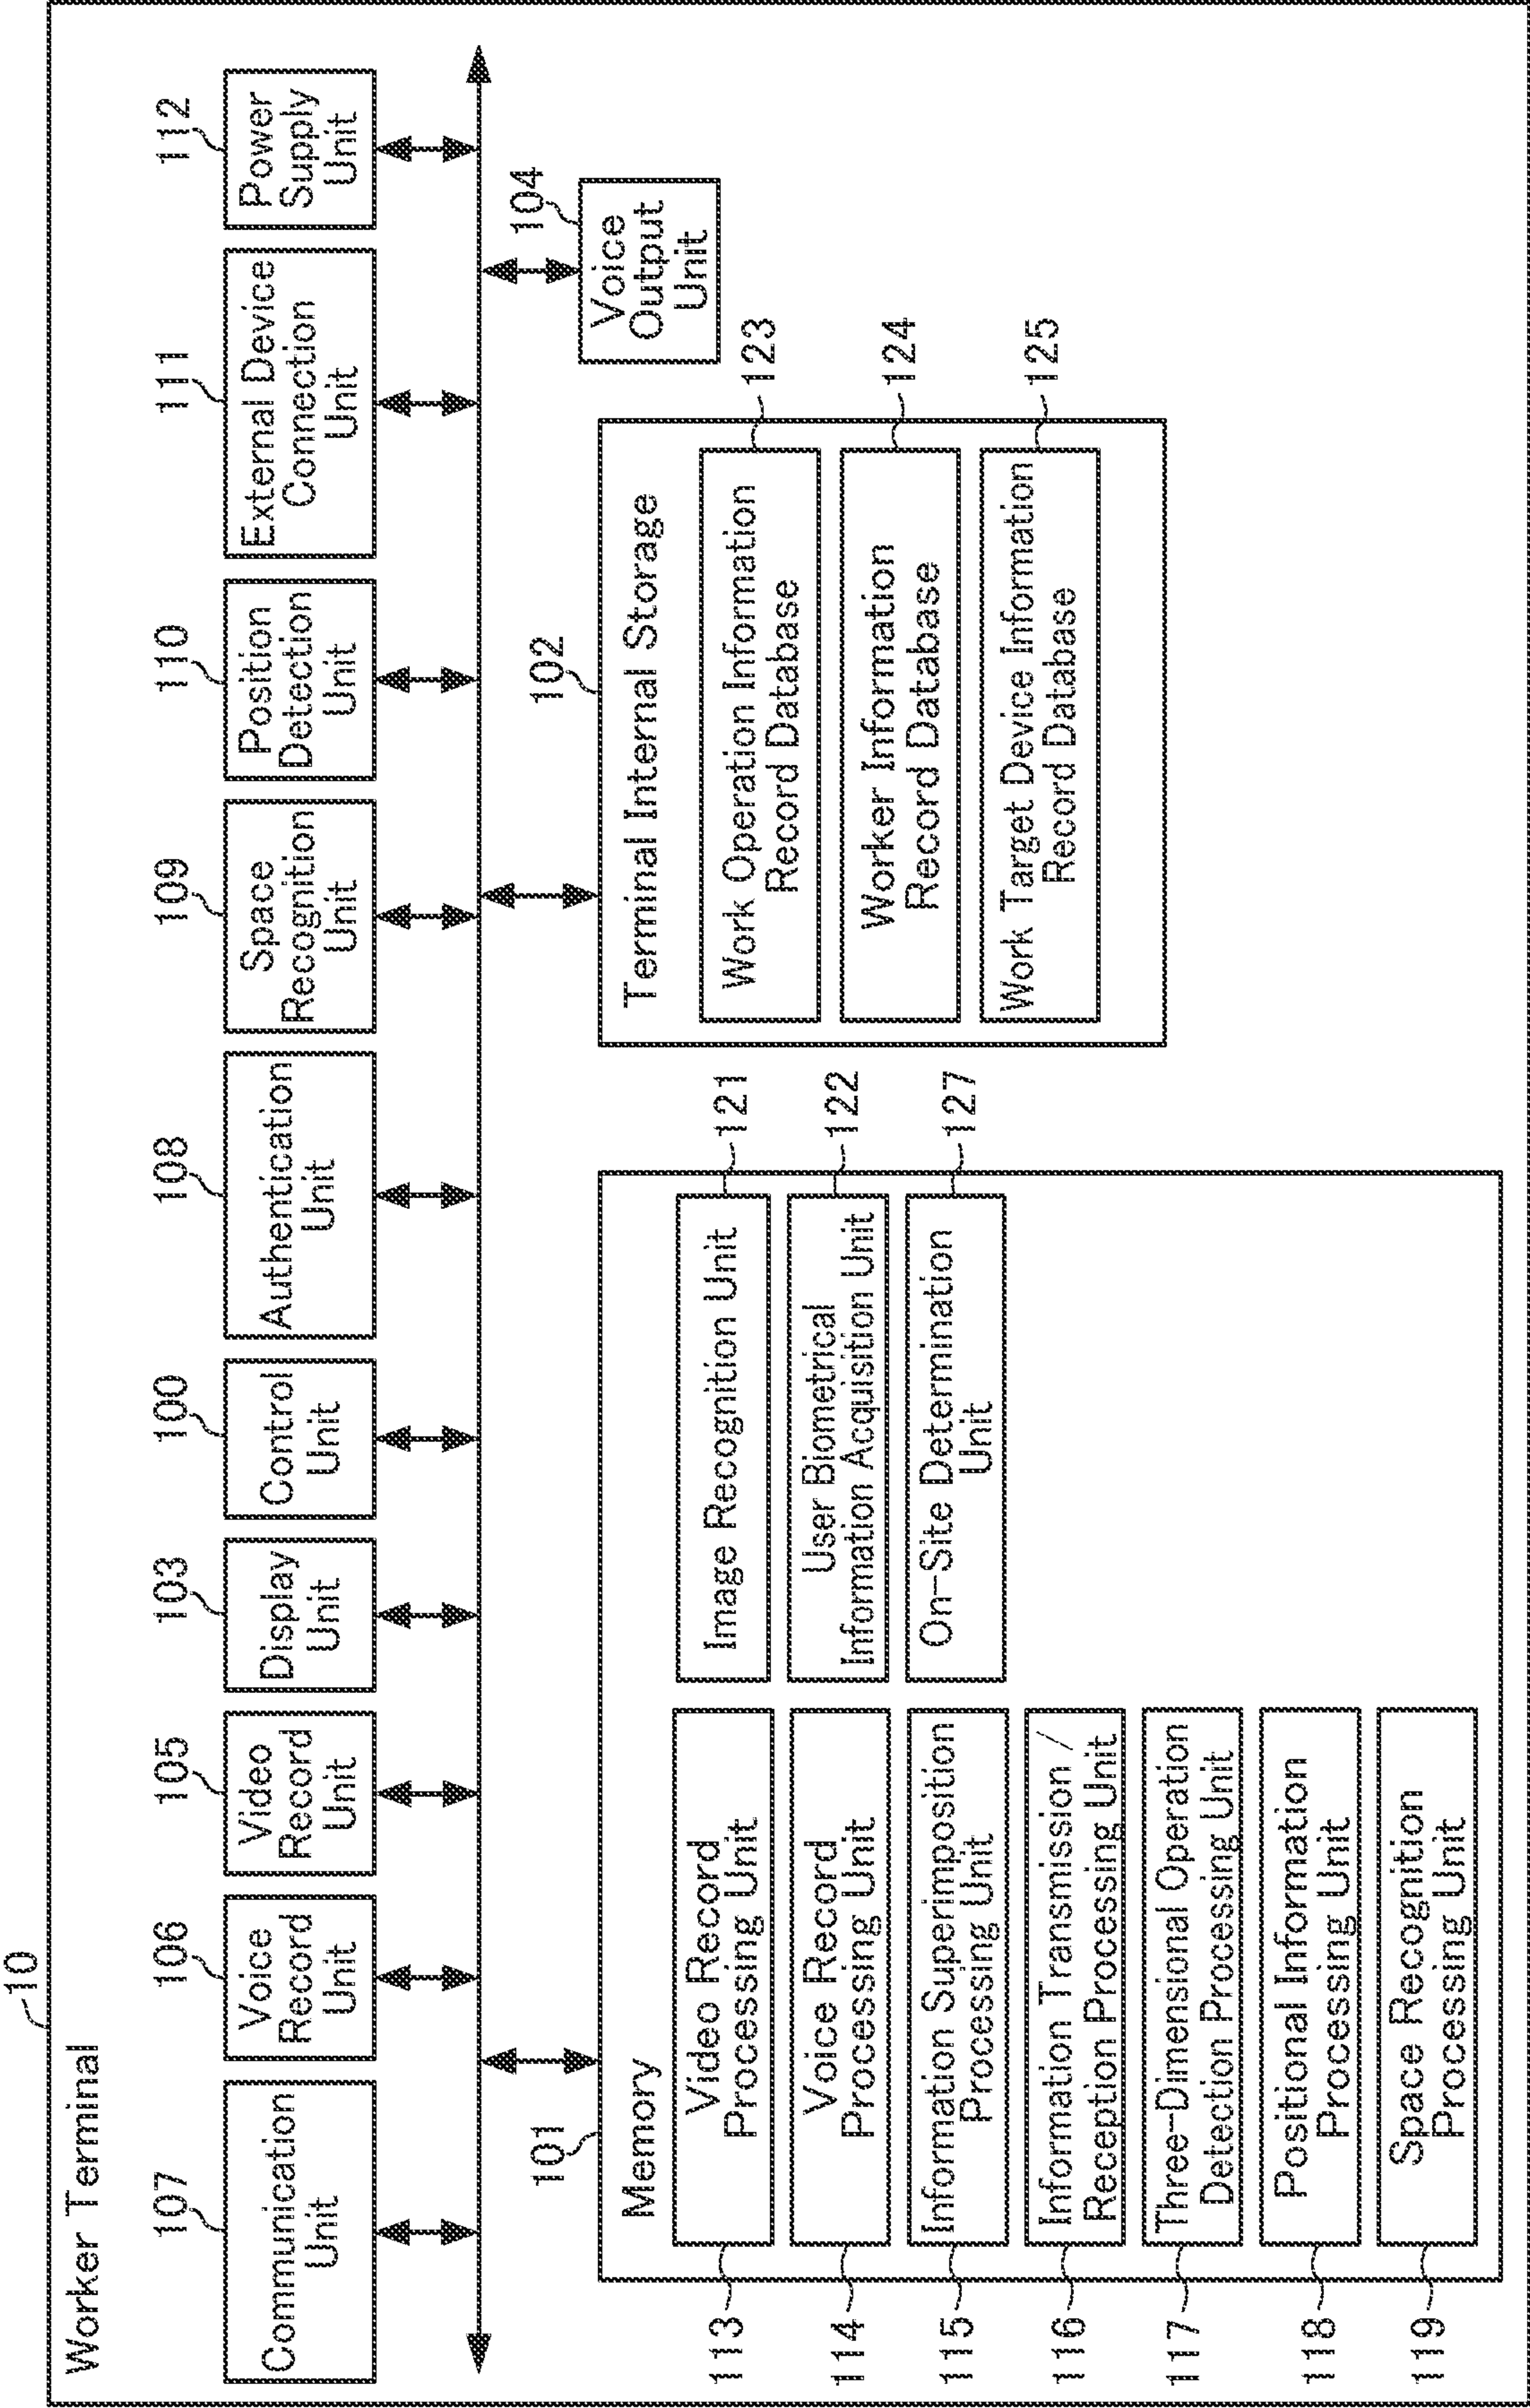 10
Worker Terminal
107
Communication
Unit
106
Voice
Record
Unit
105
Video
Record
Unit
103
Display
Unit
100
Control
Unit
108
Authentication
Unit
109
Space
Recognition
Unit
110
Position
Detection
Unit
111
External Device
Connection
Unit
112
Power
Supply
Unit
101
Memory
113
Video Record
Processing Unit
114
Voice Record
Processing Unit
115
Information Superimposition
Processing Unit
116
Information Transmission /
Reception Processing Unit
117
Three-Dimensional Operation
Detection Processing Unit
118
Positional Information
Processing Unit
119
Space Recognition
Processing Unit
Image Recognition Unit
121
User Biometrical
Information Acquisition Unit
122
On-Site Determination
Unit
127
102
Terminal Internal Storage
Work Operation Information
Record Database
123
Worker Information
Record Database
124
Work Target Device Information
Record Database
125
104
Voice
Output
Unit